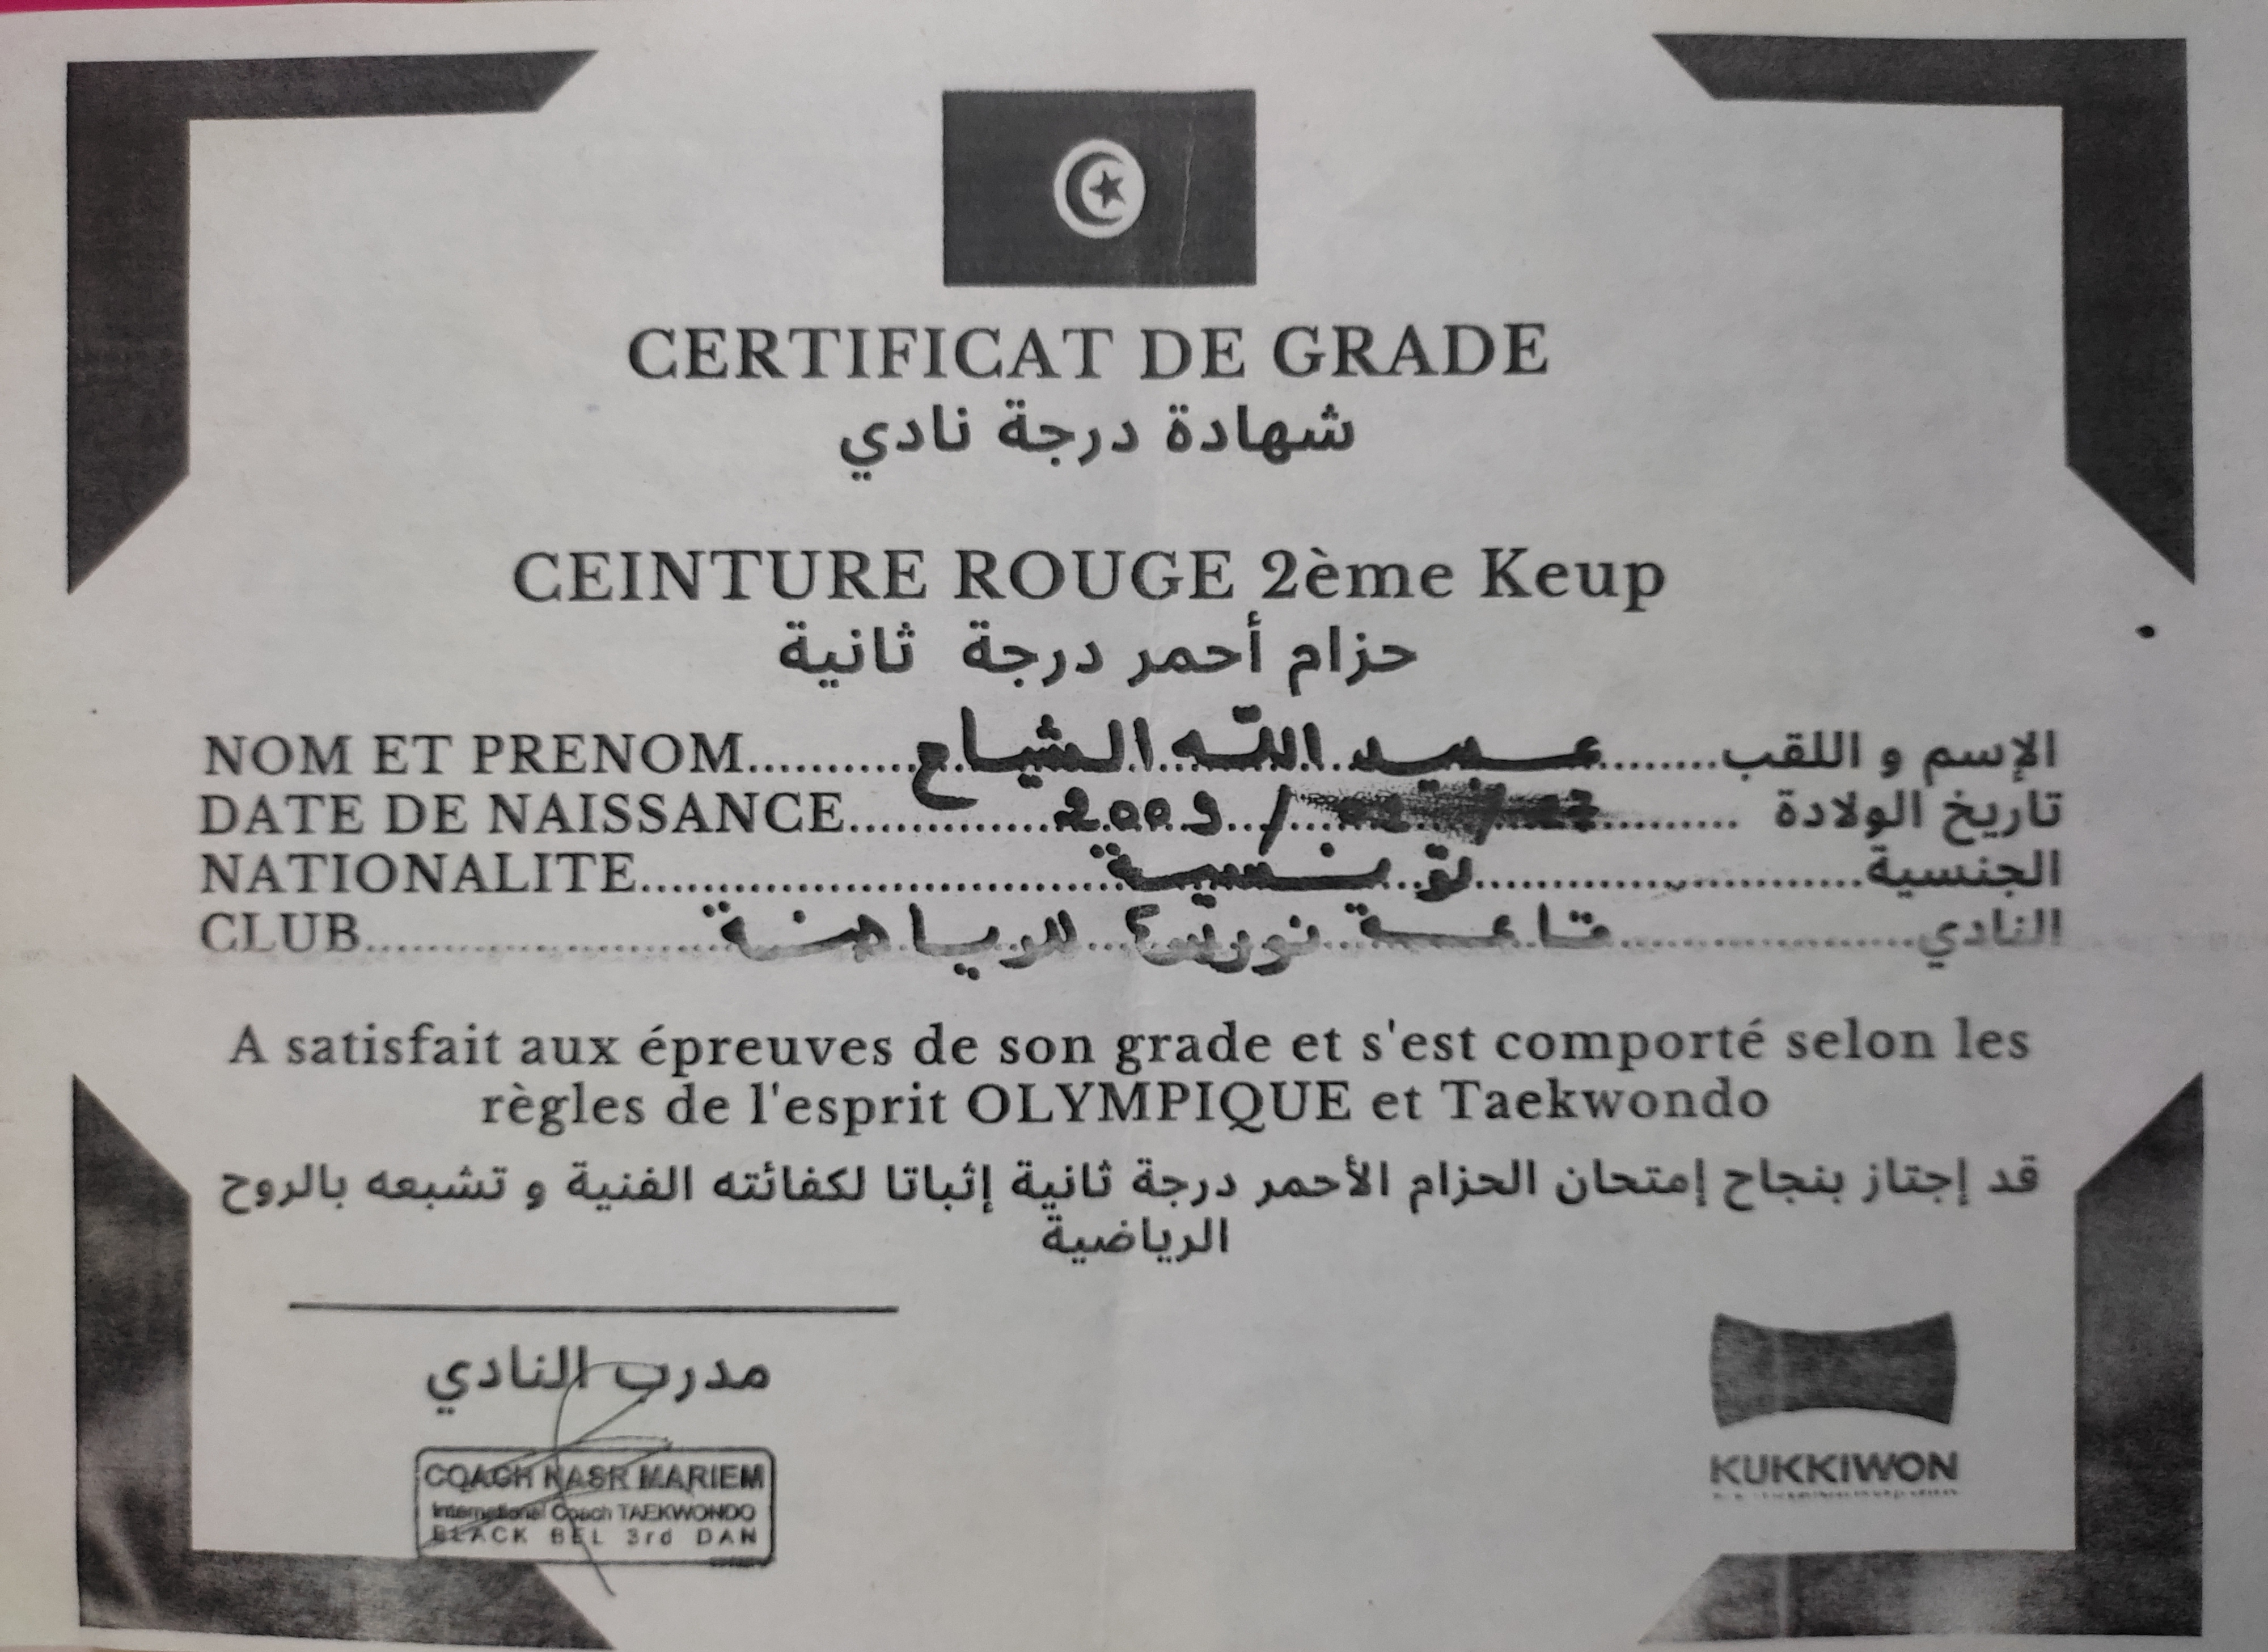 CERTIFICAT DE GRADE
شهادة درجة نادي
CEINTURE ROUGE 2ème Keup
حزام أحمر درجة ثانية
NOM ET PRENOM..........عبيد الله الشياح........الإسم و اللقب
DATE DE NAISSANCE............/ 2009.......... تاريخ الولادة
NATIONALITE..............تونسية..............الجنسية
CLUB..............قاعة للرياضة..............النادي
A satisfait aux épreuves de son grade et s'est comporté selon les
règles de l'esprit OLYMPIQUE et Taekwondo
قد إجتاز بنجاح إمتحان الحزام الأحمر درجة ثانية إثباتا لكفائته الفنية و تشبعه بالروح
الرياضية
مدرب النادي
COACH NASR MARIEM
International Coach TAEKWONDO
BLACK BEL 3rd DAN
KUKKIWON